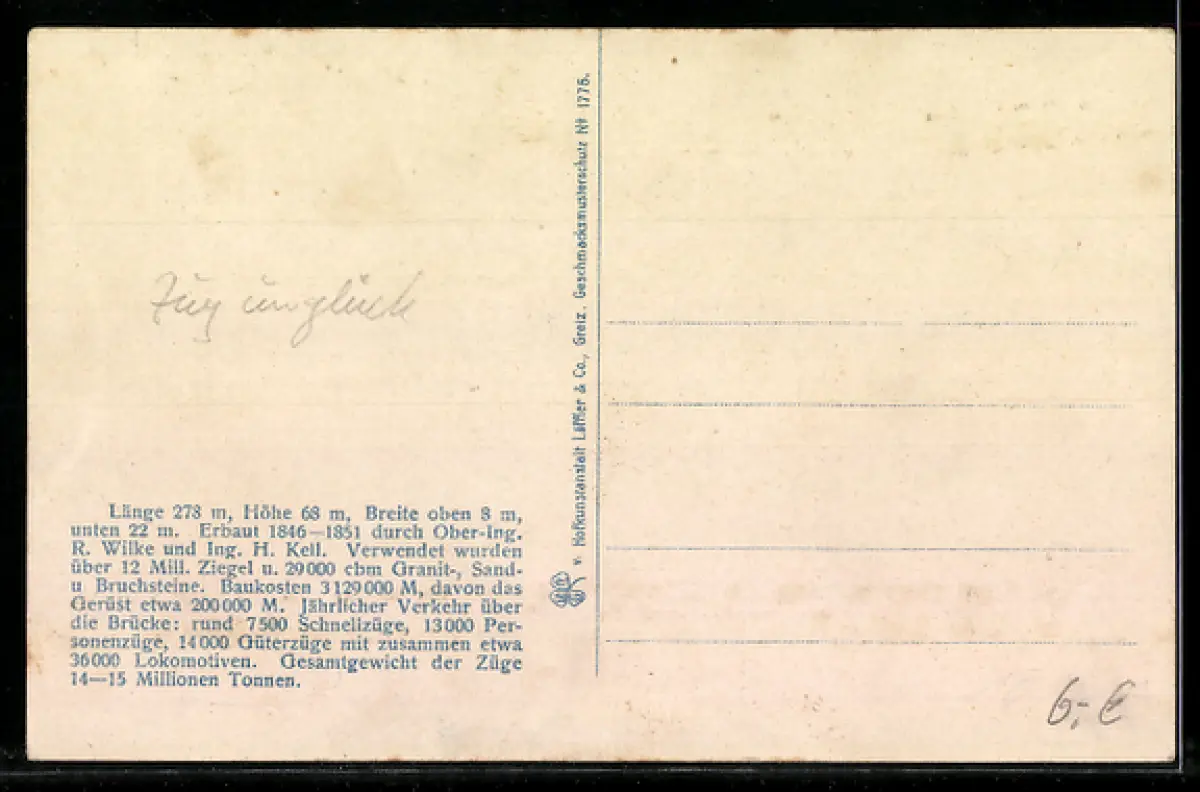 Zug unglück
Länge 278 m, Höhe 68 m, Breite oben 8 m,
unten 22 m. Erbaut 1846—1851 durch Ober-Ing.
R. Wilke und Ing. H. Kell. Verwendet wurden
über 12 Mill. Ziegel u. 29000 cbm Granit-, Sand-
u Bruchsteine. Baukosten 3129000 M, davon das
Gerüst etwa 200000 M. Jährlicher Verkehr über
die Brücke: rund 7500 Schnellzüge, 13000 Per-
sonenzüge, 14000 Güterzüge mit zusammen etwa
36000 Lokomotiven. Gesamtgewicht der Züge
14—15 Millionen Tonnen.
v. Hofkunstanstalt Löffler & Co., Greiz. Geschmacksmusterschutz Nº 1775.
6,- €